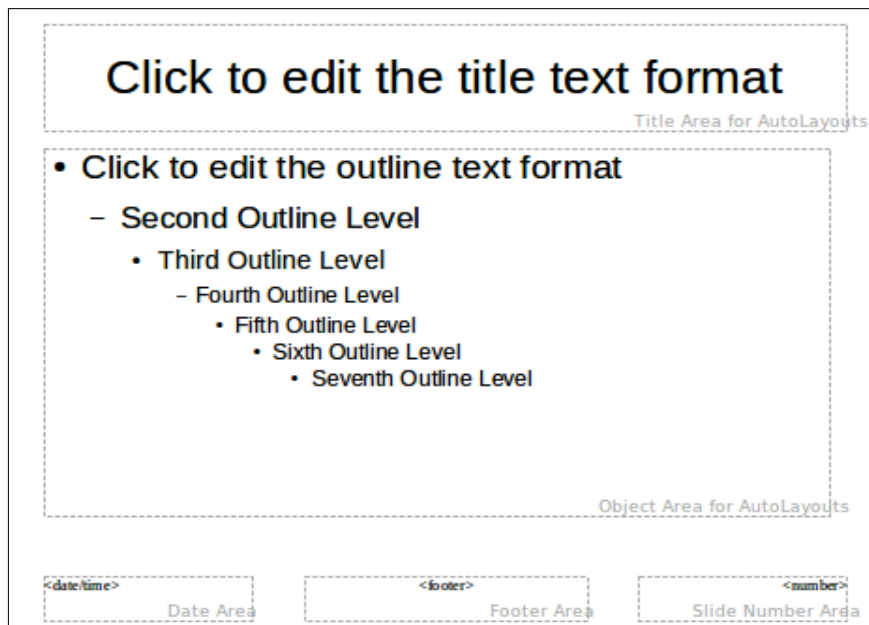 Click to edit the title text format
Title Area for AutoLayouts
• Click to edit the outline text format
– Second Outline Level
• Third Outline Level
– Fourth Outline Level
• Fifth Outline Level
• Sixth Outline Level
• Seventh Outline Level
Object Area for AutoLayouts
<date/time> <footer> <number>
Date Area Footer Area Slide Number Area